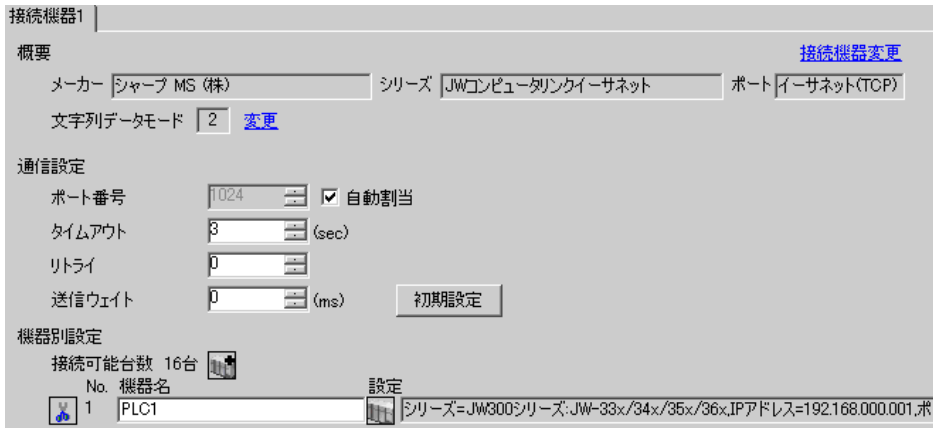 接続機器1
概要 接続機器変更
メーカー シャープ MS (株) シリーズ JWコンピュータリンクイーサネット ポート イーサネット(TCP)
文字列データモード 2 変更
通信設定
ポート番号 1024 自動割当
タイムアウト 3 (sec)
リトライ 0
送信ウェイト 0 (ms) 初期設定
機器別設定
接続可能台数 16台
No. 機器名 設定
1 PLC1 シリーズ=JW300シリーズ:JW-33x/34x/35x/36x,IPアドレス=192.168.000.001,ポ